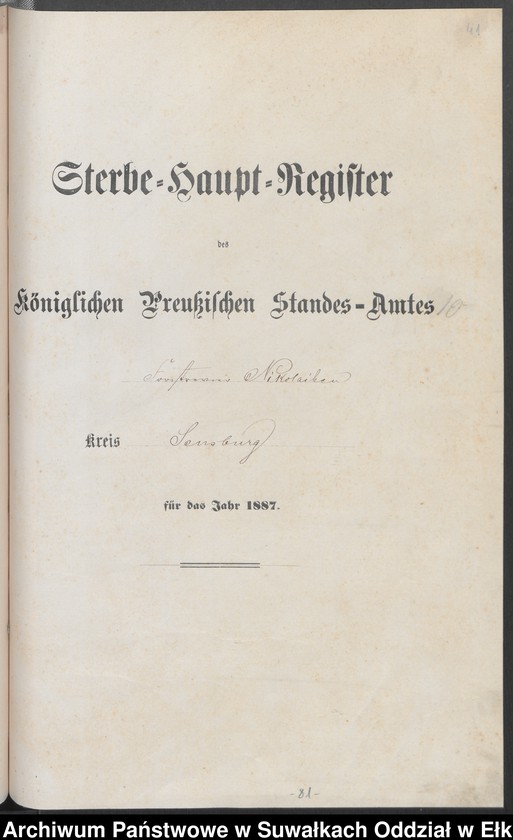 41
Sterbe-Haupt-Register
des
Königlichen Preußischen Standes-Amtes 10
Nikolaiken
Kreis Sensburg
für das Jahr 1887.
-81-
Archiwum Państwowe w Suwałkach Oddział w Ełk